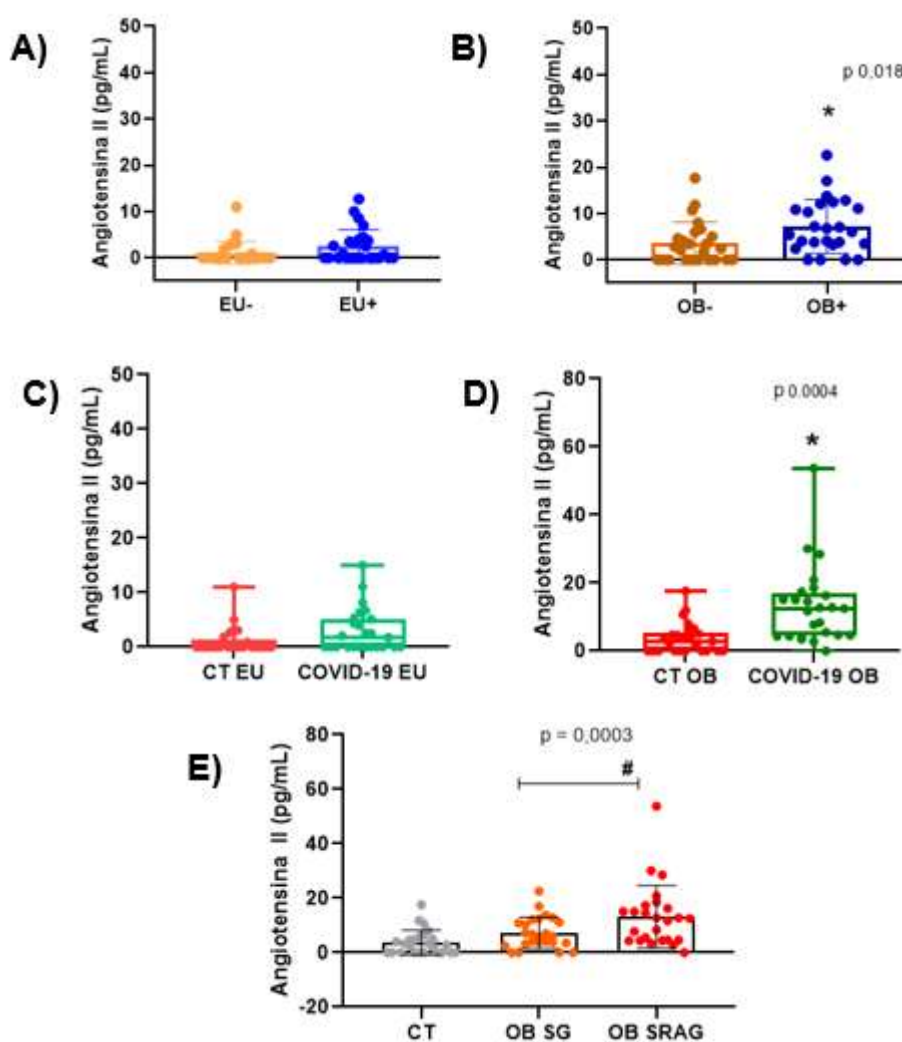 A)
Angiotensina II (pg/mL)
50
40
30
20
10
0
EU-
EU+
B)
p 0,018
Angiotensina II (pg/mL)
50
40
30
20
10
0
*
OB-
OB+
C)
Angiotensina II (pg/mL)
50
40
30
20
10
0
CT EU
COVID-19 EU
D)
p 0.0004
Angiotensina II (pg/mL)
80
60
40
20
0
*
CT OB
COVID-19 OB
E)
p = 0,0003
Angiotensina II (pg/mL)
80
60
40
20
0
-20
#
CT
OB SG
OB SRAG